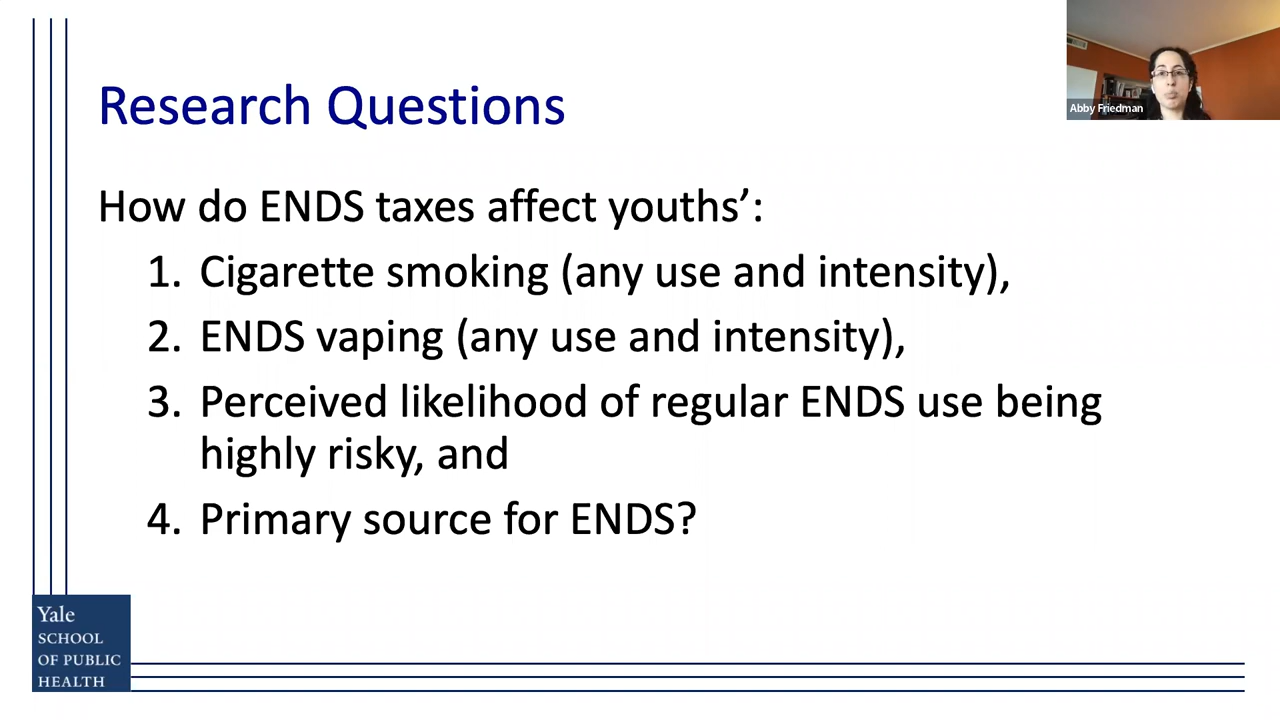 Research Questions
Abby Friedman
How do ENDS taxes affect youths’:
1. Cigarette smoking (any use and intensity),
2. ENDS vaping (any use and intensity),
3. Perceived likelihood of regular ENDS use being
highly risky, and
4. Primary source for ENDS?
Yale
SCHOOL
OF PUBLIC
HEALTH